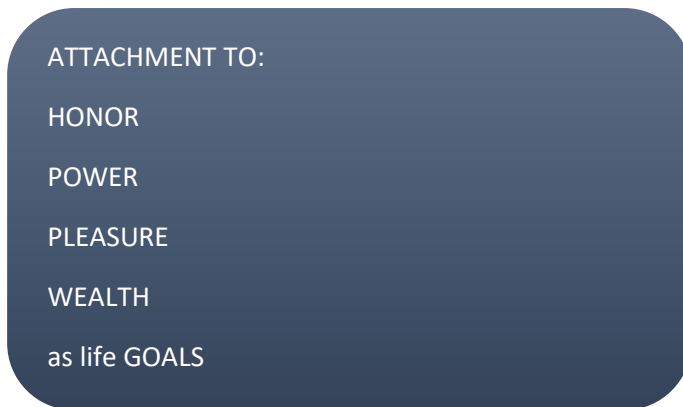 ATTACHMENT TO:
HONOR
POWER
PLEASURE
WEALTH
as life GOALS